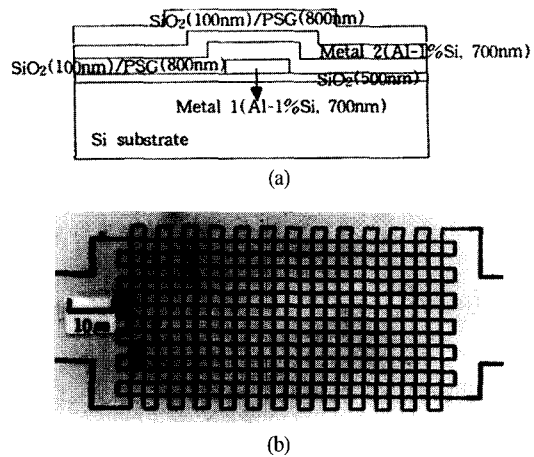 SiO2(100nm)/PSG(800nm)
Metal 2(Al-1%Si, 700nm)
SiO2(100nm)/PSG(800nm)
SiO2(500nm)
Metal 1(Al-1%Si, 700nm)
Si substrate
(a)
(b)